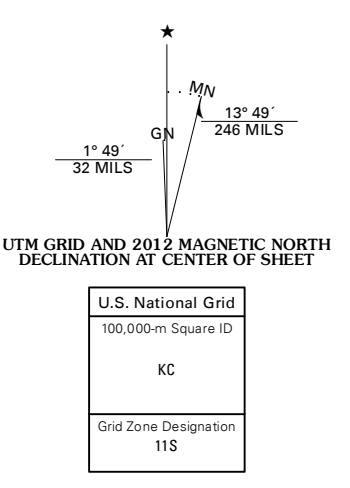 ★
MN
13° 49´
246 MILS
GN
1° 49´
32 MILS
UTM GRID AND 2012 MAGNETIC NORTH
DECLINATION AT CENTER OF SHEET
U.S. National Grid
100,000-m Square ID
KC
Grid Zone Designation
11S